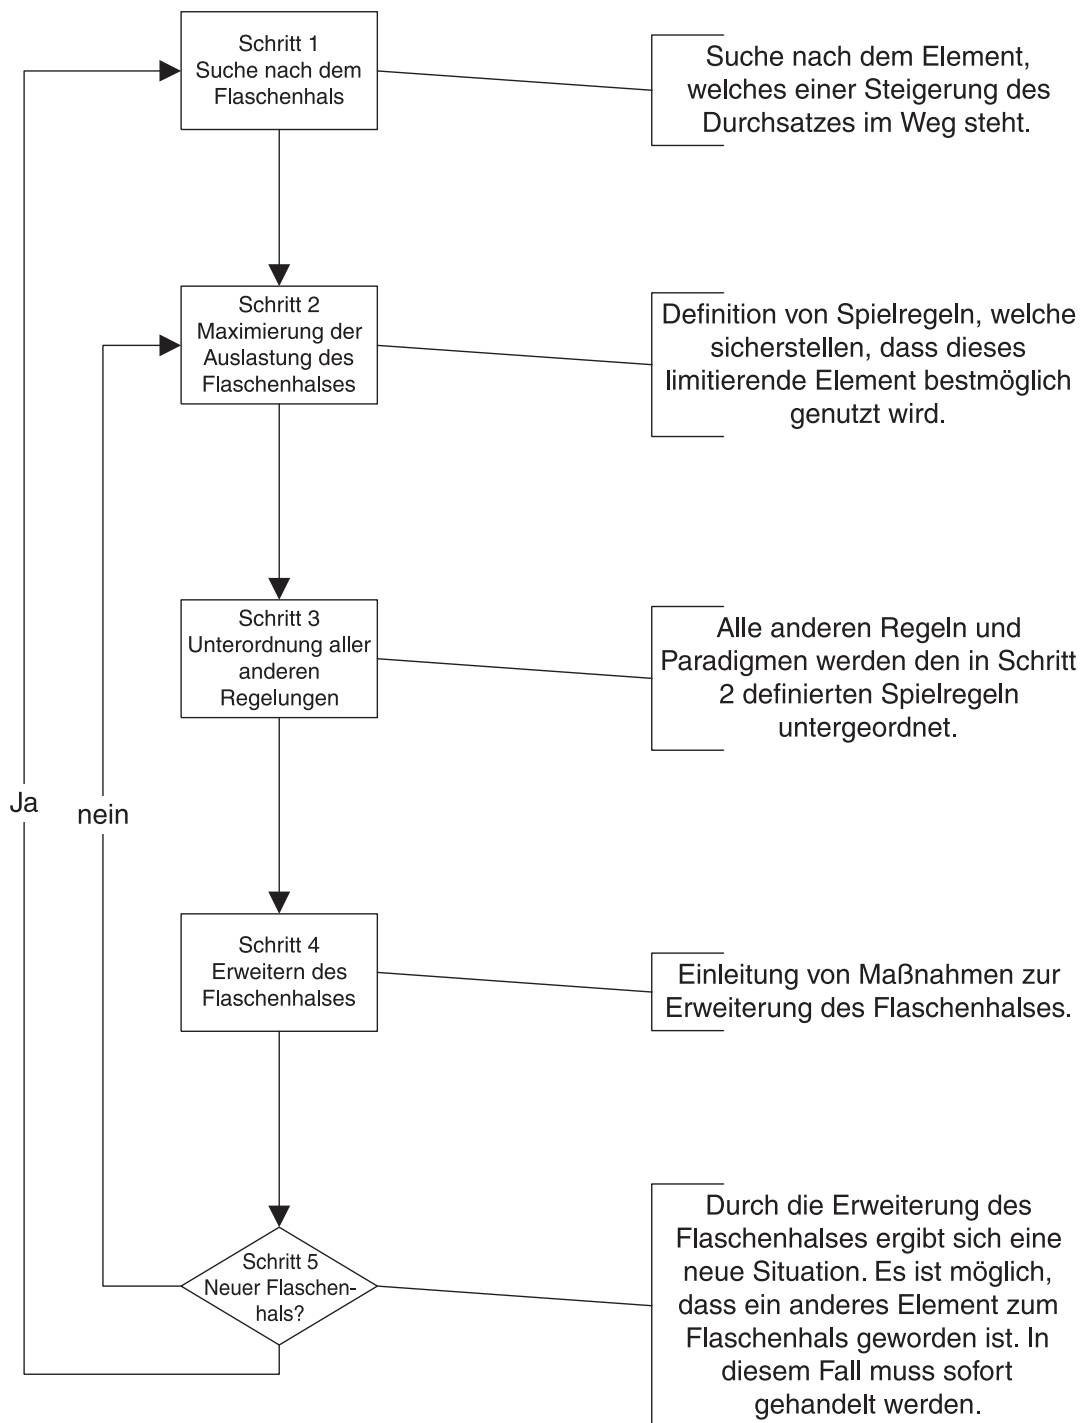 Schritt 1
Suche nach dem
Flaschenhals
Suche nach dem Element,
welches einer Steigerung des
Durchsatzes im Weg steht.
Schritt 2
Maximierung der
Auslastung des
Flaschenhalses
Definition von Spielregeln, welche
sicherstellen, dass dieses
limitierende Element bestmöglich
genutzt wird.
Schritt 3
Unterordnung aller
anderen
Regelungen
Alle anderen Regeln und
Paradigmen werden den in Schritt
2 definierten Spielregeln
untergeordnet.
Ja
nein
Schritt 4
Erweitern des
Flaschenhalses
Einleitung von Maßnahmen zur
Erweiterung des Flaschenhalses.
Schritt 5
Neuer Flaschen-
hals?
Durch die Erweiterung des
Flaschenhalses ergibt sich eine
neue Situation. Es ist möglich,
dass ein anderes Element zum
Flaschenhals geworden ist. In
diesem Fall muss sofort
gehandelt werden.